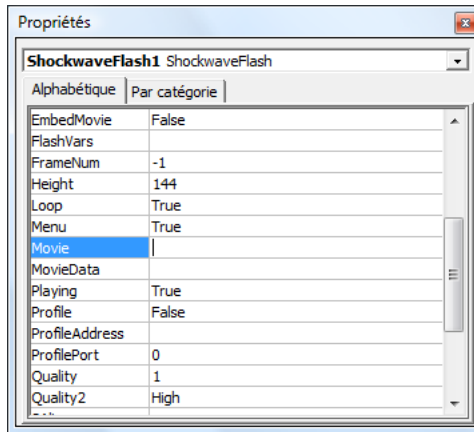 Propriétés
ShockwaveFlash1 ShockwaveFlash
Alphabétique Par catégorie
EmbedMovie False
FlashVars
FrameNum -1
Height 144
Loop True
Menu True
Movie
MovieData
Playing True
Profile False
ProfileAddress
ProfilePort 0
Quality 1
Quality2 High